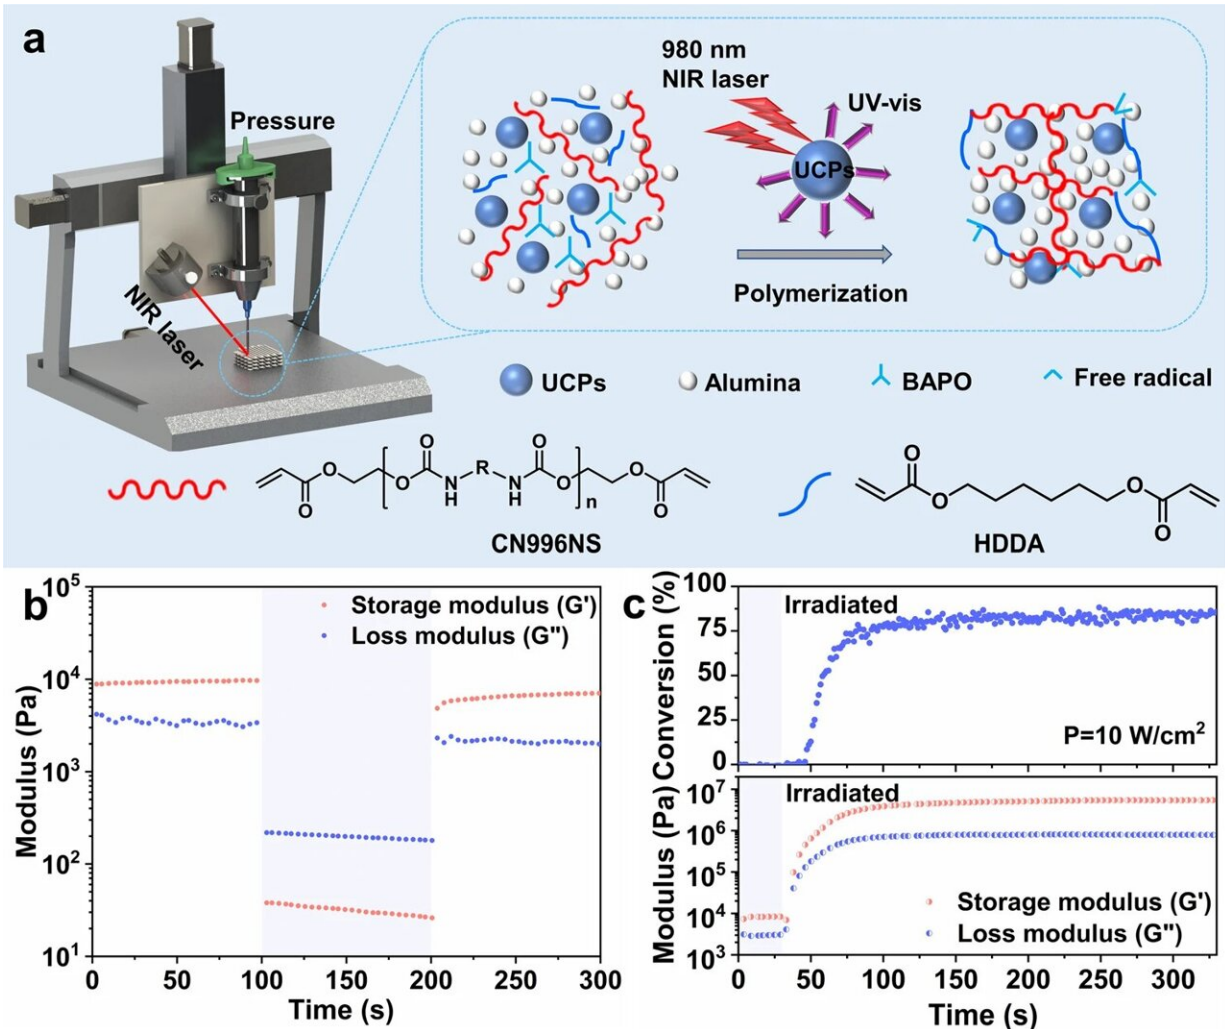 a
Pressure
NIR laser
980 nm
NIR laser
UV-vis
UCPs
Polymerization
UCPs
Alumina
BAPO
Free radical
O
O
O
O
N
H
R
N
H
O
O
n
O
O
CN996NS
O
O
O
O
HDDA
b
Storage modulus (G')
Loss modulus (G")
Modulus (Pa)
10^5
10^4
10^3
10^2
10^1
0 50 100 150 200 250 300
Time (s)
c
Irradiated
P=10 W/cm²
Conversion (%)
100
75
50
25
0
Irradiated
Storage modulus (G')
Loss modulus (G")
Modulus (Pa)
10^7
10^6
10^5
10^4
10^3
0 50 100 150 200 250 300
Time (s)